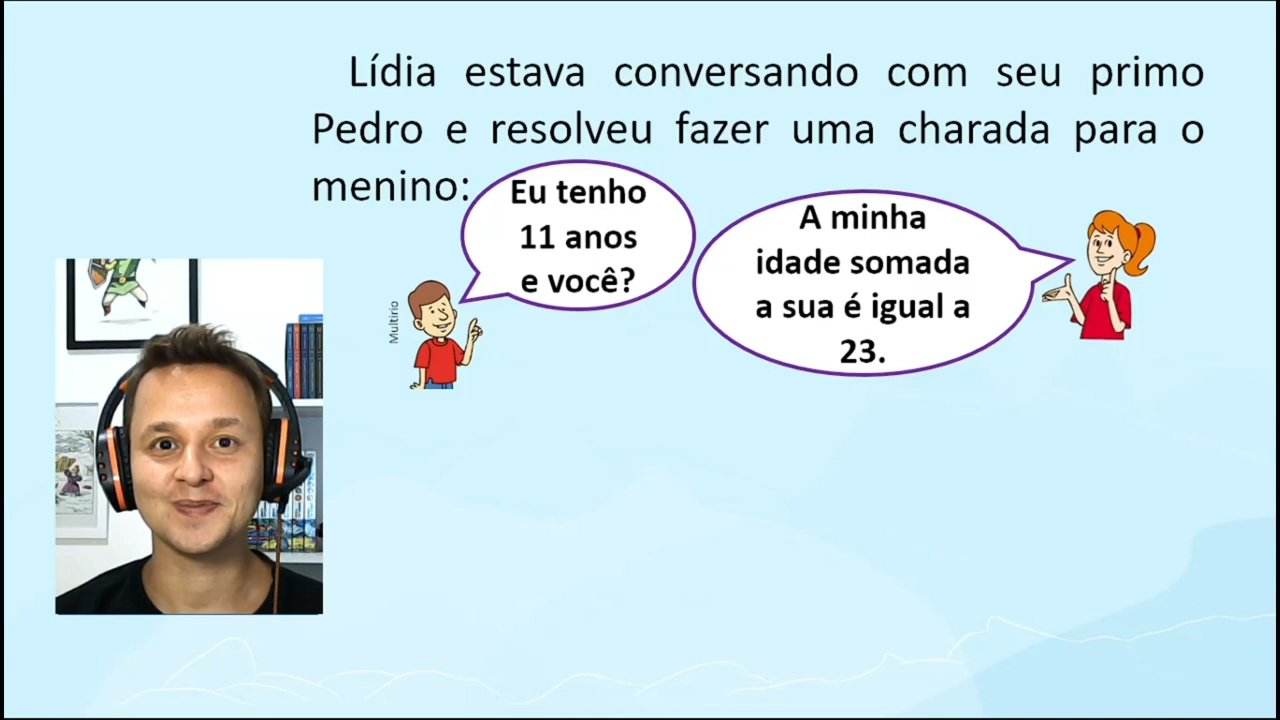 Lídia estava conversando com seu primo
Pedro e resolveu fazer uma charada para o
menino:
Eu tenho
11 anos
e você?
A minha
idade somada
a sua é igual a
23.
Multirio